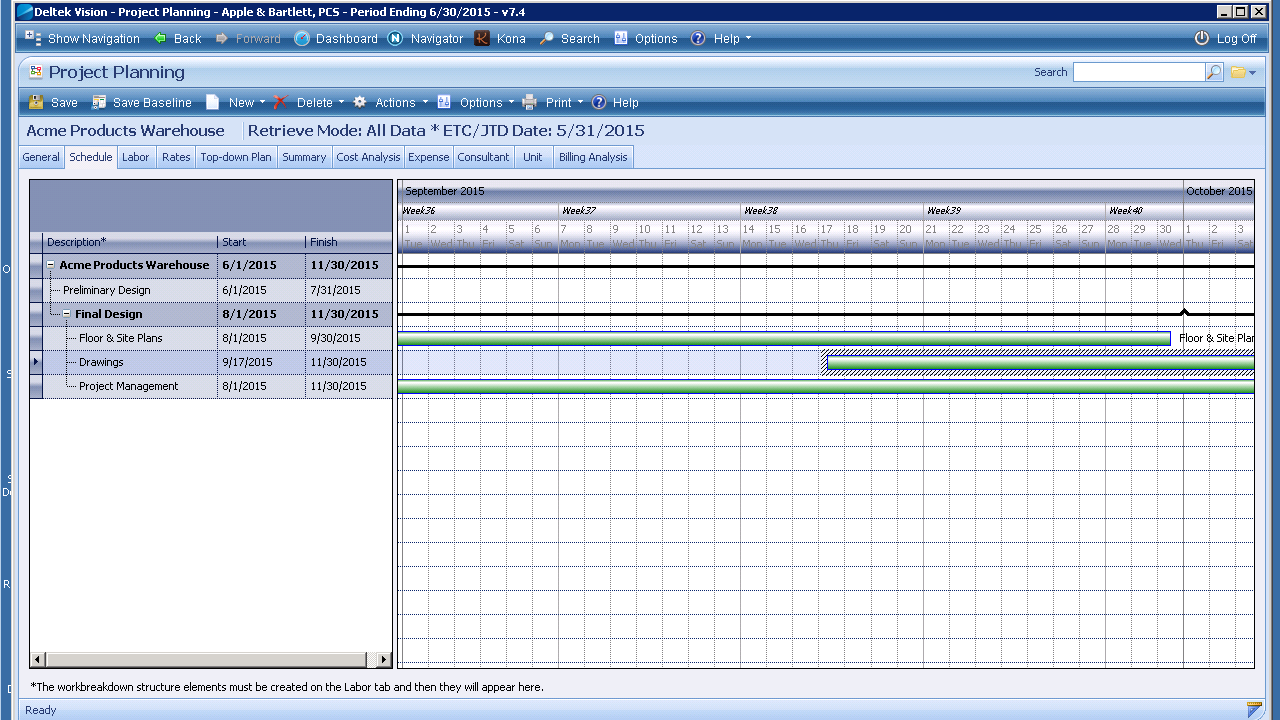 Deltek Vision - Project Planning - Apple & Bartlett, PCS - Period Ending 6/30/2015 - v7.4
Show Navigation Back Forward Dashboard Navigator Kona Search Options Help Log Off
Project Planning Search
Save Save Baseline New Delete Actions Options Print Help
Acme Products Warehouse Retrieve Mode: All Data * ETC/JTD Date: 5/31/2015
General Schedule Labor Rates Top-down Plan Summary Cost Analysis Expense Consultant Unit Billing Analysis
September 2015 October 2015
Week36 Week37 Week38 Week39 Week40
1 2 3 4 5 6 7 8 9 10 11 12 13 14 15 16 17 18 19 20 21 22 23 24 25 26 27 28 29 30 1 2 3
Tue Wed Thu Fri Sat Sun Mon Tue Wed Thu Fri Sat Sun Mon Tue Wed Thu Fri Sat Sun Mon Tue Wed Thu Fri Sat Sun Mon Tue Wed Thu Fri Sat
Description* Start Finish
Acme Products Warehouse 6/1/2015 11/30/2015
Preliminary Design 6/1/2015 7/31/2015
Final Design 8/1/2015 11/30/2015
Floor & Site Plans 8/1/2015 9/30/2015 Floor & Site Plar
Drawings 9/17/2015 11/30/2015
Project Management 8/1/2015 11/30/2015
*The workbreakdown structure elements must be created on the Labor tab and then they will appear here.
Ready